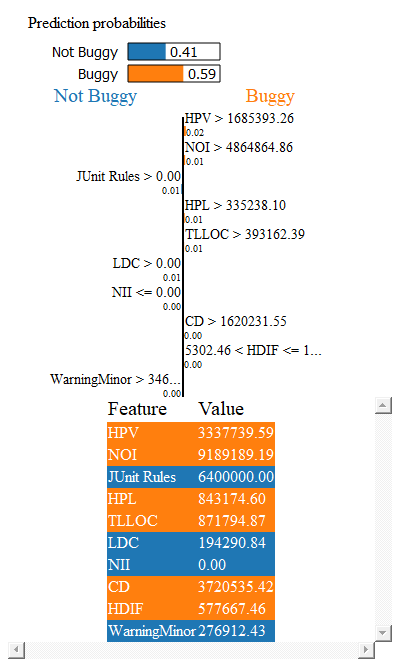 Prediction probabilities
Not Buggy 0.41
Buggy 0.59
Not Buggy Buggy
HPV > 1685393.26
0.02
NOI > 4864864.86
0.01
JUnit Rules > 0.00
0.01
HPL > 335238.10
0.01
TLLOC > 393162.39
0.01
LDC > 0.00
0.01
NII <= 0.00
0.00
CD > 1620231.55
0.00
5302.46 < HDIF <= 1...
0.00
WarningMinor > 346...
0.00
Feature Value
HPV 3337739.59
NOI 9189189.19
JUnit Rules 6400000.00
HPL 843174.60
TLLOC 871794.87
LDC 194290.84
NII 0.00
CD 3720535.42
HDIF 577667.46
WarningMinor 276912.43